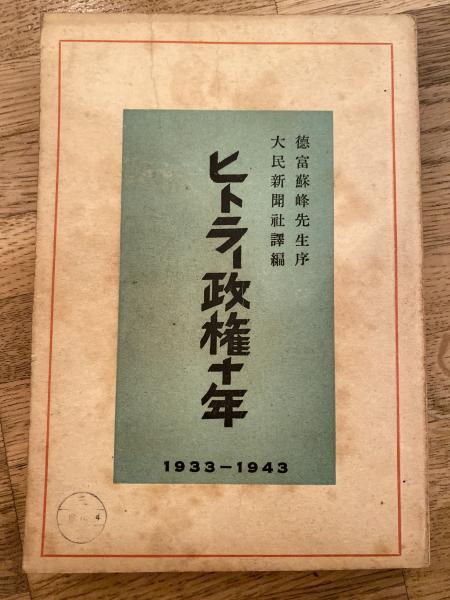 德富蘇峰先生序
大民新聞社譯編
ヒトラー政権十年
1933-1943